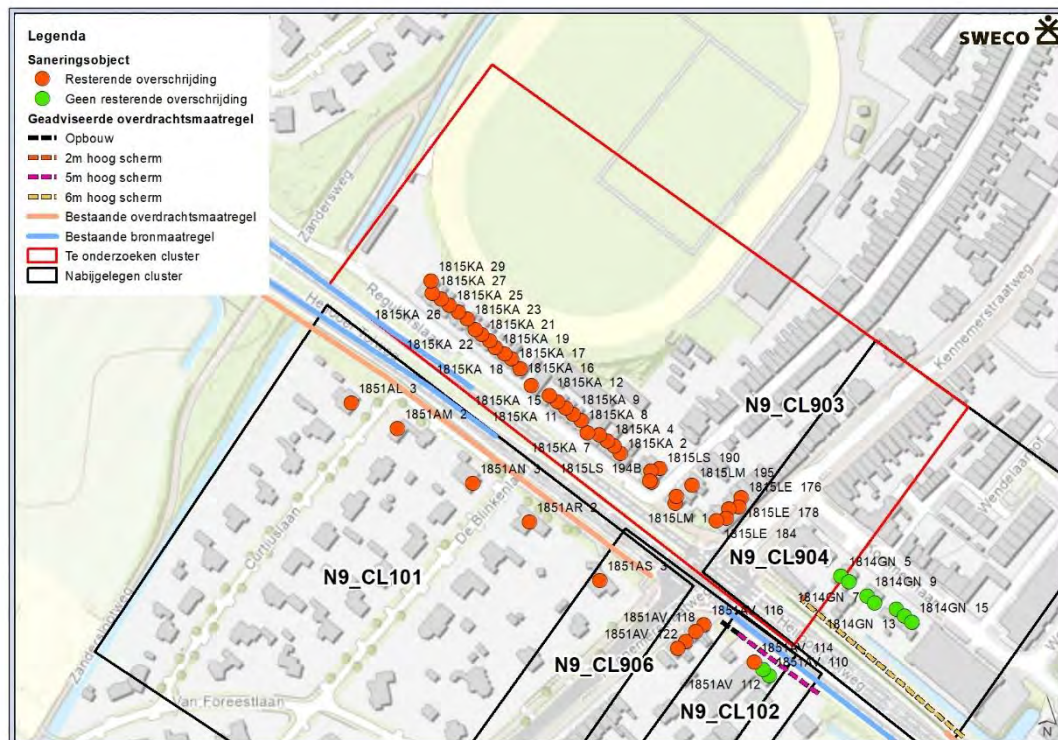 Legenda
Saneringsobject
Resterende overschrijding
Geen resterende overschrijding
Geadviseerde overdrachtsmaatregel
Opbouw
2m hoog scherm
5m hoog scherm
6m hoog scherm
Bestaande overdrachtsmaatregel
Bestaande bronmaatregel
Te onderzoeken cluster
Nabijgelegen cluster
SWECO
Zandersweg
Kennemerstraatweg
1815KA 29
1815KA 27
1815KA 25
1815KA 26
1815KA 23
1815KA 21
1815KA 22
1815KA 19
1815KA 17
1815KA 18
1815KA 16
1815KA 12
1815KA 15
1815KA 9
1815KA 11
1815KA 8
1815KA 4
1815KA 7
1815KA 2
1815LS 190
1815LS 194B
1815LM 195
1815LM 1
1815LE 176
1815LE 178
1815LE 184
N9_CL903
N9_CL904
1851AL 3
1851AM 2
1851AN 3
1851AR 2
1851AS 3
Curtiuslaan
De Blinkenlaan
N9_CL101
1814GN 5
1814GN 9
1814GN 7
1814GN 15
1814GN 13
1851AV 118
1851AV 116
1851AV 122
1851AV 114
1851AV 110
1851AV 112
N9_CL906
N9_CL102
Van Foreestlaan
N